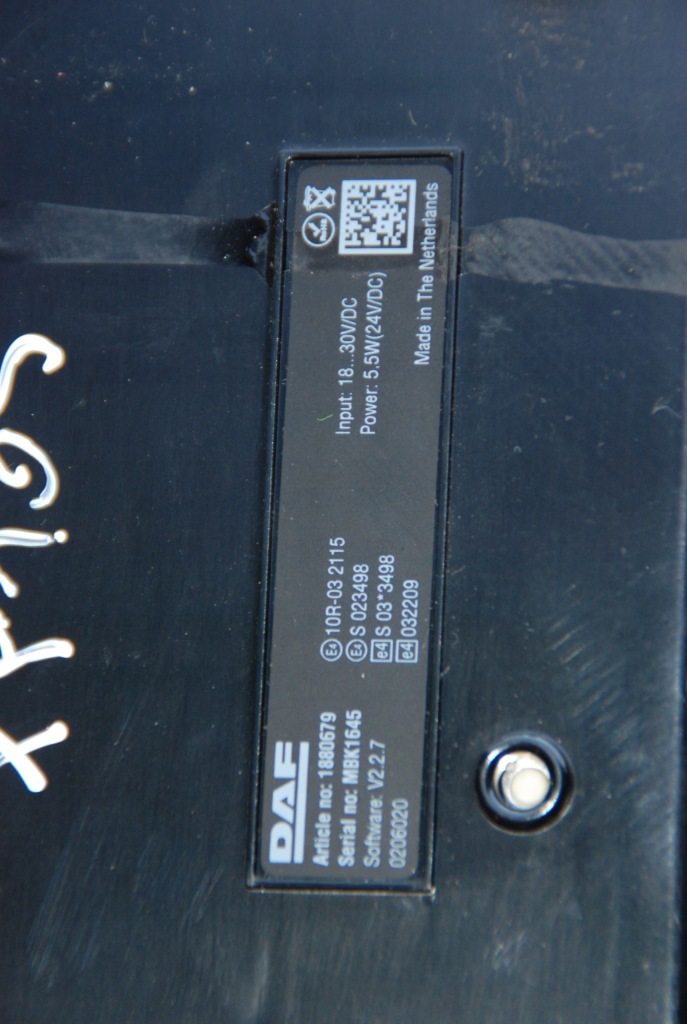 DAF
Article no: 1880679
Serial no: MBK1645
Software: V2.2.7
0206020
E4 10R-03 2115
E4 S 023498
e4 S 03*3498
e4 032209
Input: 18...30V/DC
Power: 5.5W(24V/DC)
Made in The Netherlands